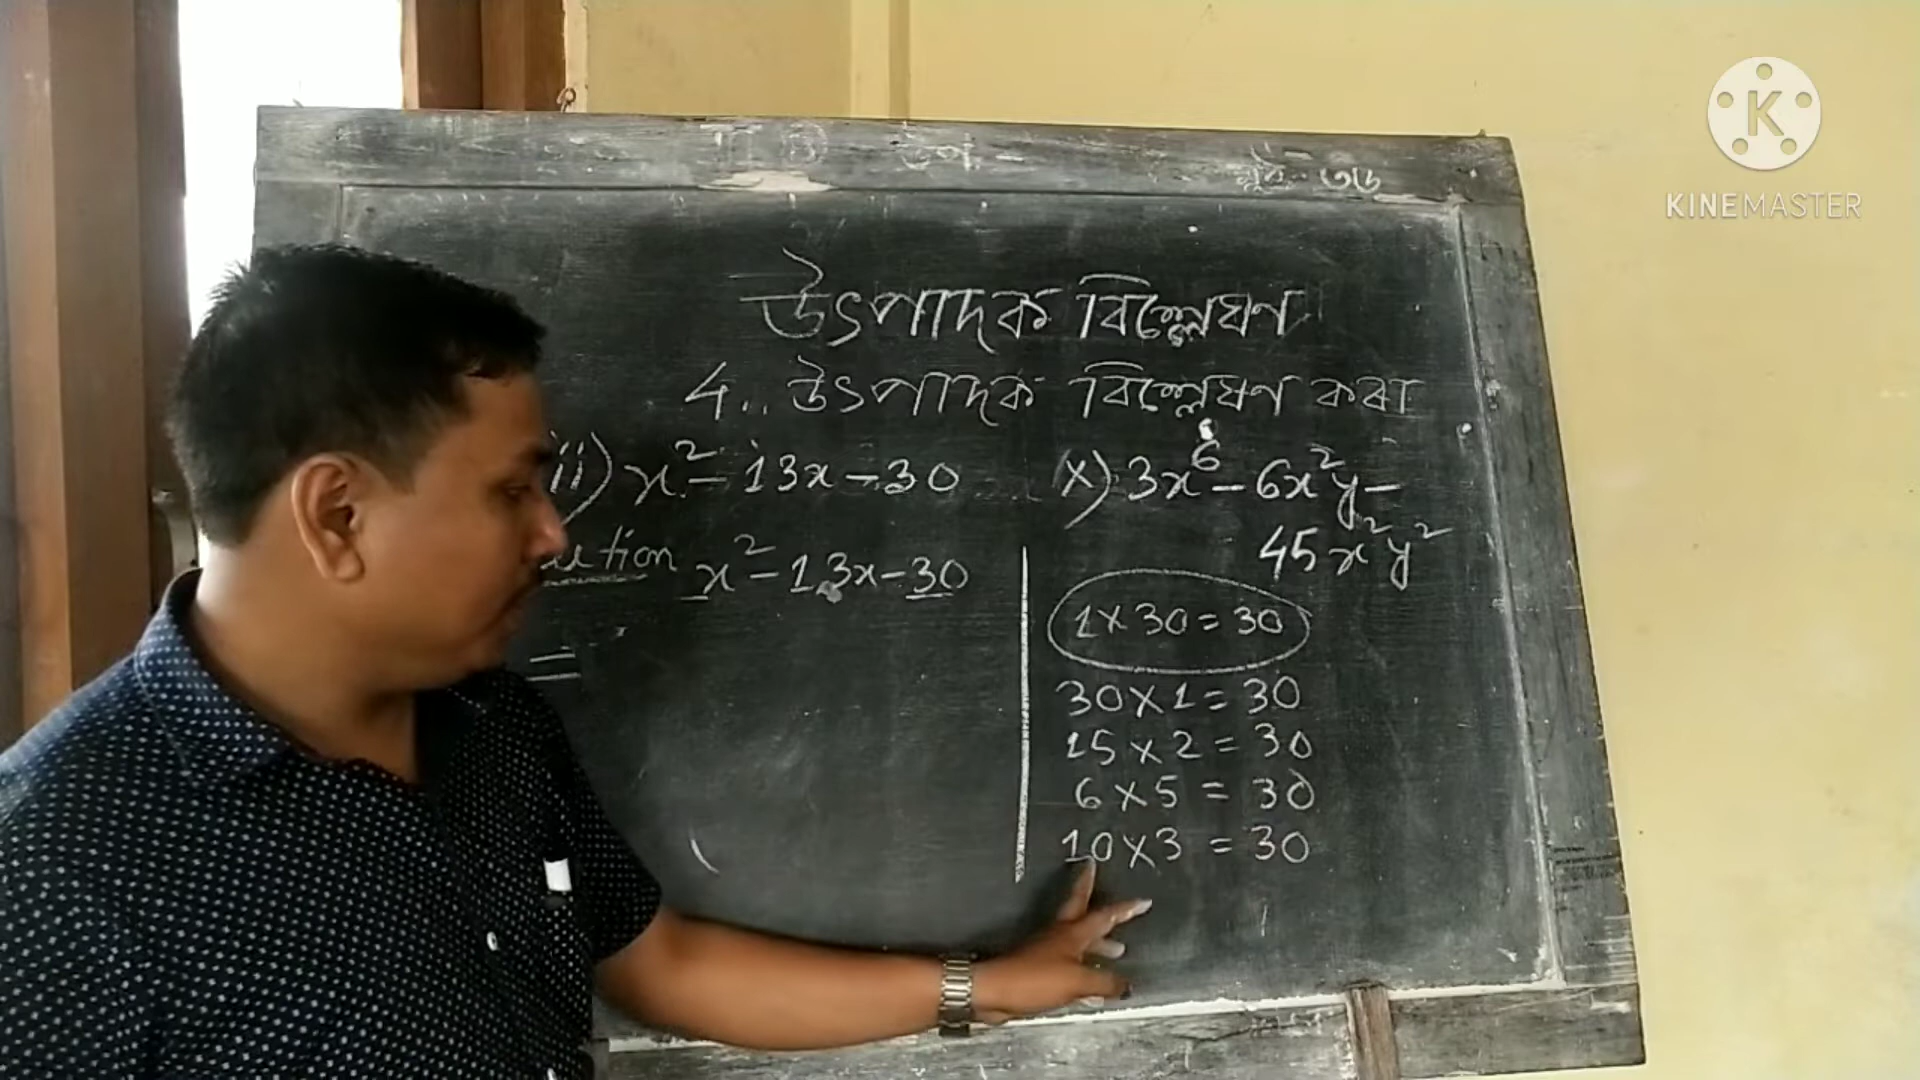 উৎপাদক বিশ্লেষণ
4.. উৎপাদক বিশ্লেষণ কৰা
ii) x² - 13x - 30
x) 3x⁶ - 6x²y -
45x²y²
ution x² - 13x - 30
=
1 × 30 = 30
30 × 1 = 30
15 × 2 = 30
6 × 5 = 30
10 × 3 = 30
K
KINEMASTER